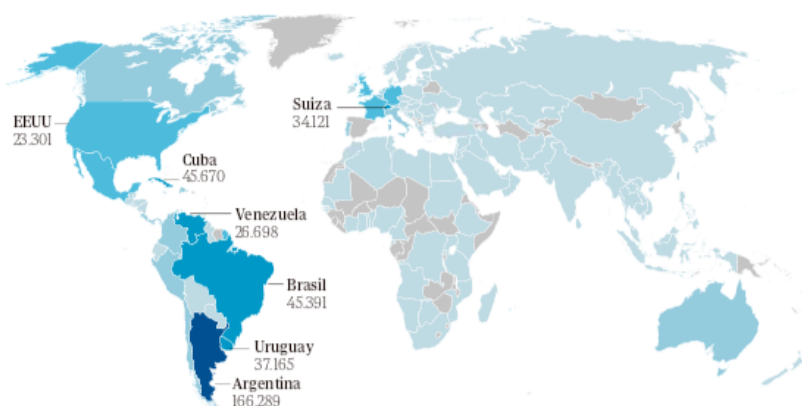 EEUU
23.301
Suiza
34.121
Cuba
45.670
Venezuela
26.698
Brasil
45.391
Uruguay
37.165
Argentina
166.289